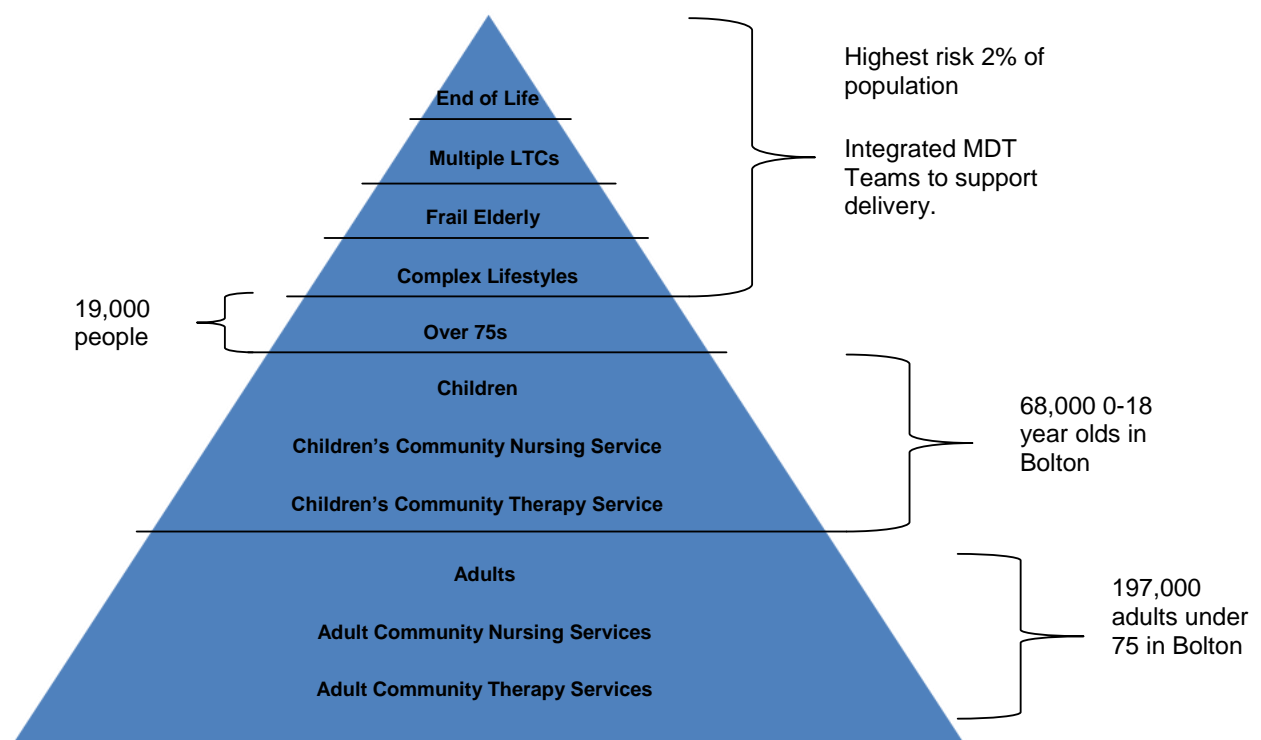 End of Life
Multiple LTCs
Frail Elderly
Complex Lifestyles
Over 75s
Children
Children’s Community Nursing Service
Children’s Community Therapy Service
Adults
Adult Community Nursing Services
Adult Community Therapy Services
Highest risk 2% of
population
Integrated MDT
Teams to support
delivery.
19,000
people
68,000 0-18
year olds in
Bolton
197,000
adults under
75 in Bolton